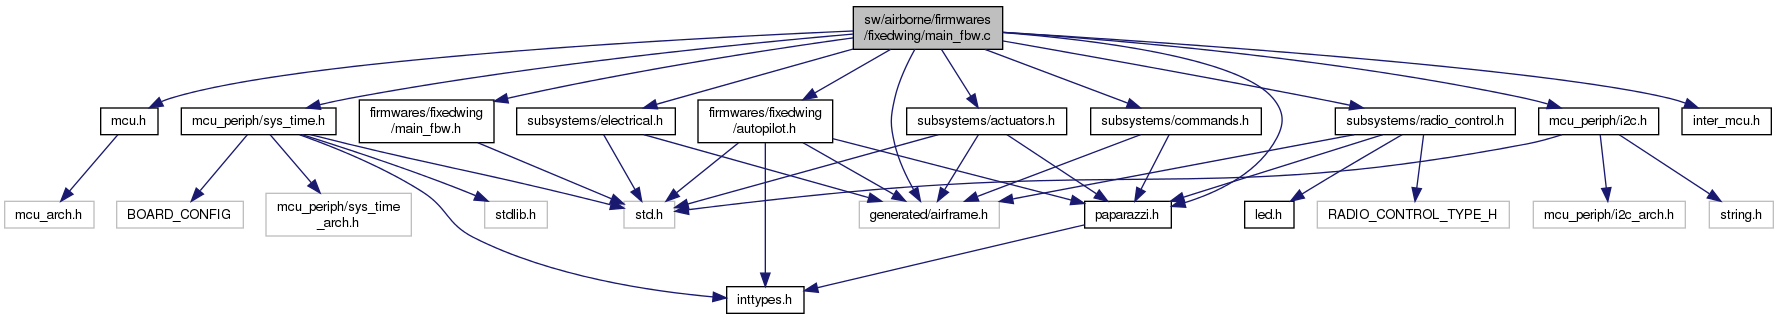 sw/airborne/firmwares
/fixedwing/main_fbw.c
mcu.h
mcu_periph/sys_time.h
firmwares/fixedwing
/main_fbw.h
subsystems/electrical.h
firmwares/fixedwing
/autopilot.h
subsystems/actuators.h
subsystems/commands.h
subsystems/radio_control.h
mcu_periph/i2c.h
inter_mcu.h
mcu_arch.h
BOARD_CONFIG
mcu_periph/sys_time
_arch.h
stdlib.h
std.h
generated/airframe.h
paparazzi.h
led.h
RADIO_CONTROL_TYPE_H
mcu_periph/i2c_arch.h
string.h
inttypes.h